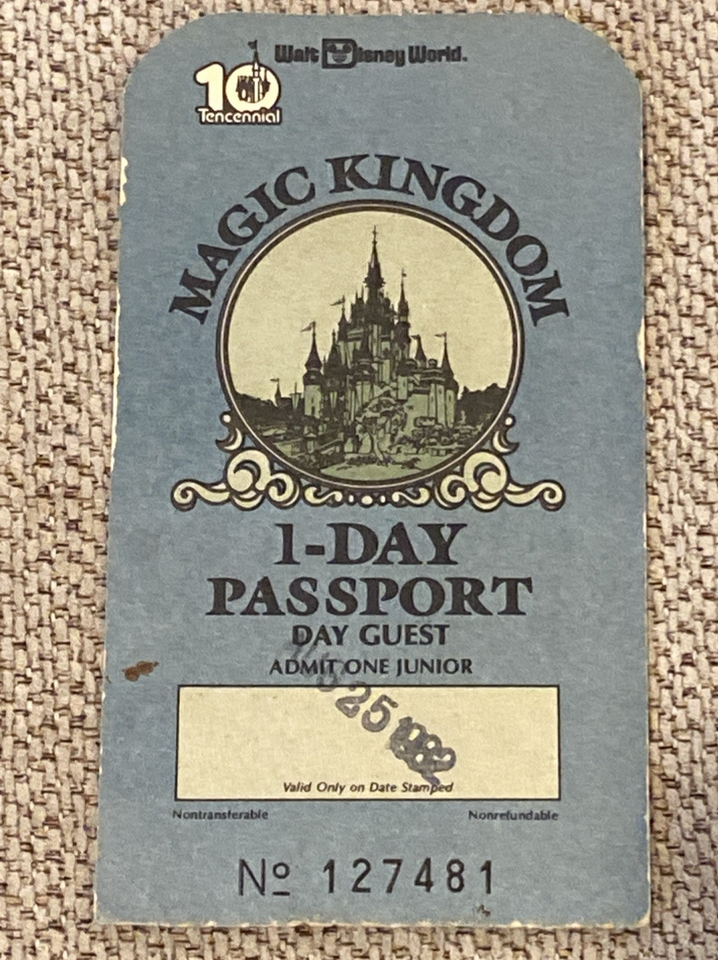 Walt Disney World.
10
Tencennial
MAGIC KINGDOM
1-DAY
PASSPORT
DAY GUEST
ADMIT ONE JUNIOR
25 1982
Valid Only on Date Stamped
Nontransferable Nonrefundable
Nº 127481